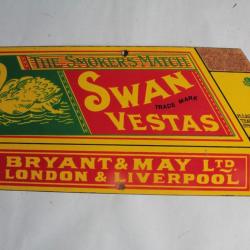 THE SMOKER'S MATCH
SWAN
TRADE MARK
VESTAS
BRYANT & MAY LTD
LONDON & LIVERPOOL